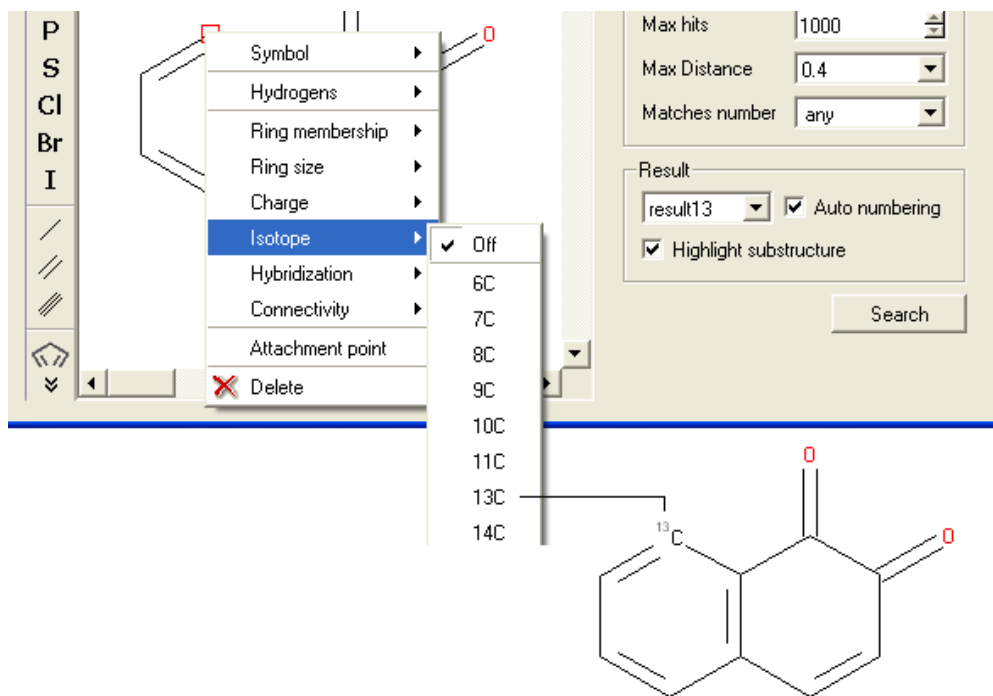 P
S
Cl
Br
I
O
Symbol
Hydrogens
Ring membership
Ring size
Charge
Isotope
Hybridization
Connectivity
Attachment point
Delete
Off
6C
7C
8C
9C
10C
11C
13C
14C
Max hits 1000
Max Distance 0.4
Matches number any
Result
result13 Auto numbering
Highlight substructure
Search
O
O
13C